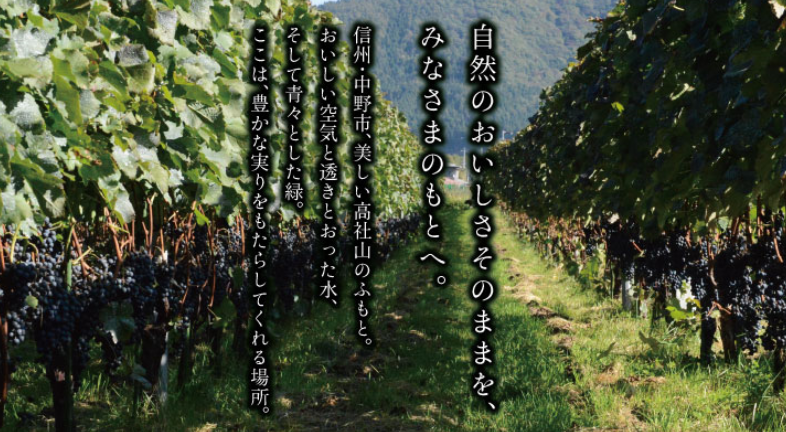 自然のおいしさそのままを、
みなさまのもとへ。
信州・中野市、美しい高社山のふもと。
おいしい空気と透きとおった水、
そして青々とした緑。
ここは、豊かな実りをもたらしてくれる場所。